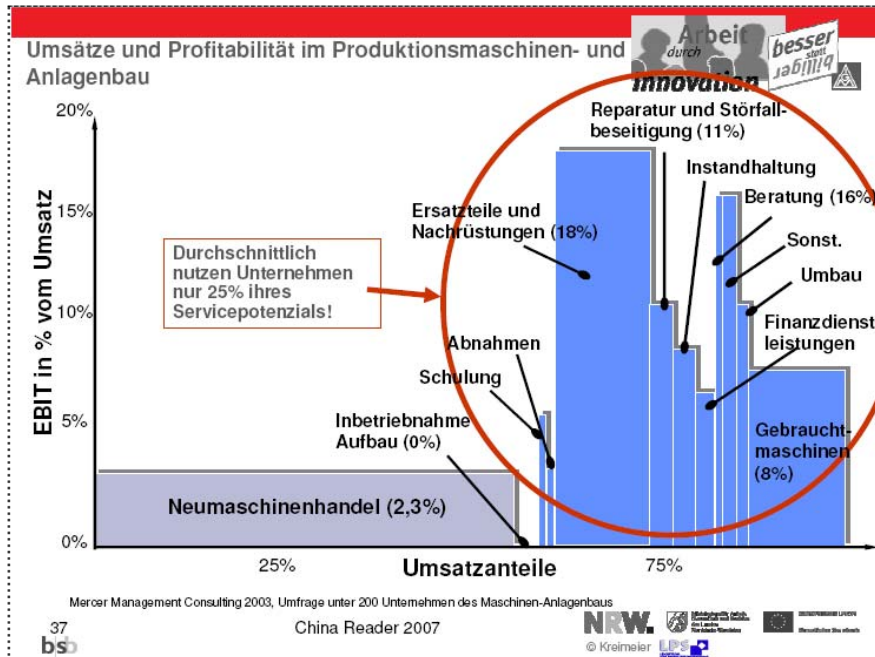 Arbeit
durch
innovation
besser
statt
billiger
Umsätze und Profitabilität im Produktionsmaschinen- und
Anlagenbau
EBIT in % vom Umsatz
20%
15%
10%
5%
0%
Durchschnittlich
nutzen Unternehmen
nur 25% ihres
Servicepotenzials!
Reparatur und Störfall-
beseitigung (11%)
Instandhaltung
Beratung (16%)
Ersatzteile und
Nachrüstungen (18%)
Sonst.
Umbau
Finanzdienst
leistungen
Abnahmen
Schulung
Inbetriebnahme
Aufbau (0%)
Gebraucht-
maschinen
(8%)
Neumaschinenhandel (2,3%)
25%
Umsatzanteile
75%
Mercer Management Consulting 2003, Umfrage unter 200 Unternehmen des Maschinen-Anlagenbaus
37
bsb
China Reader 2007
NRW.
© Kreimeier
LPS